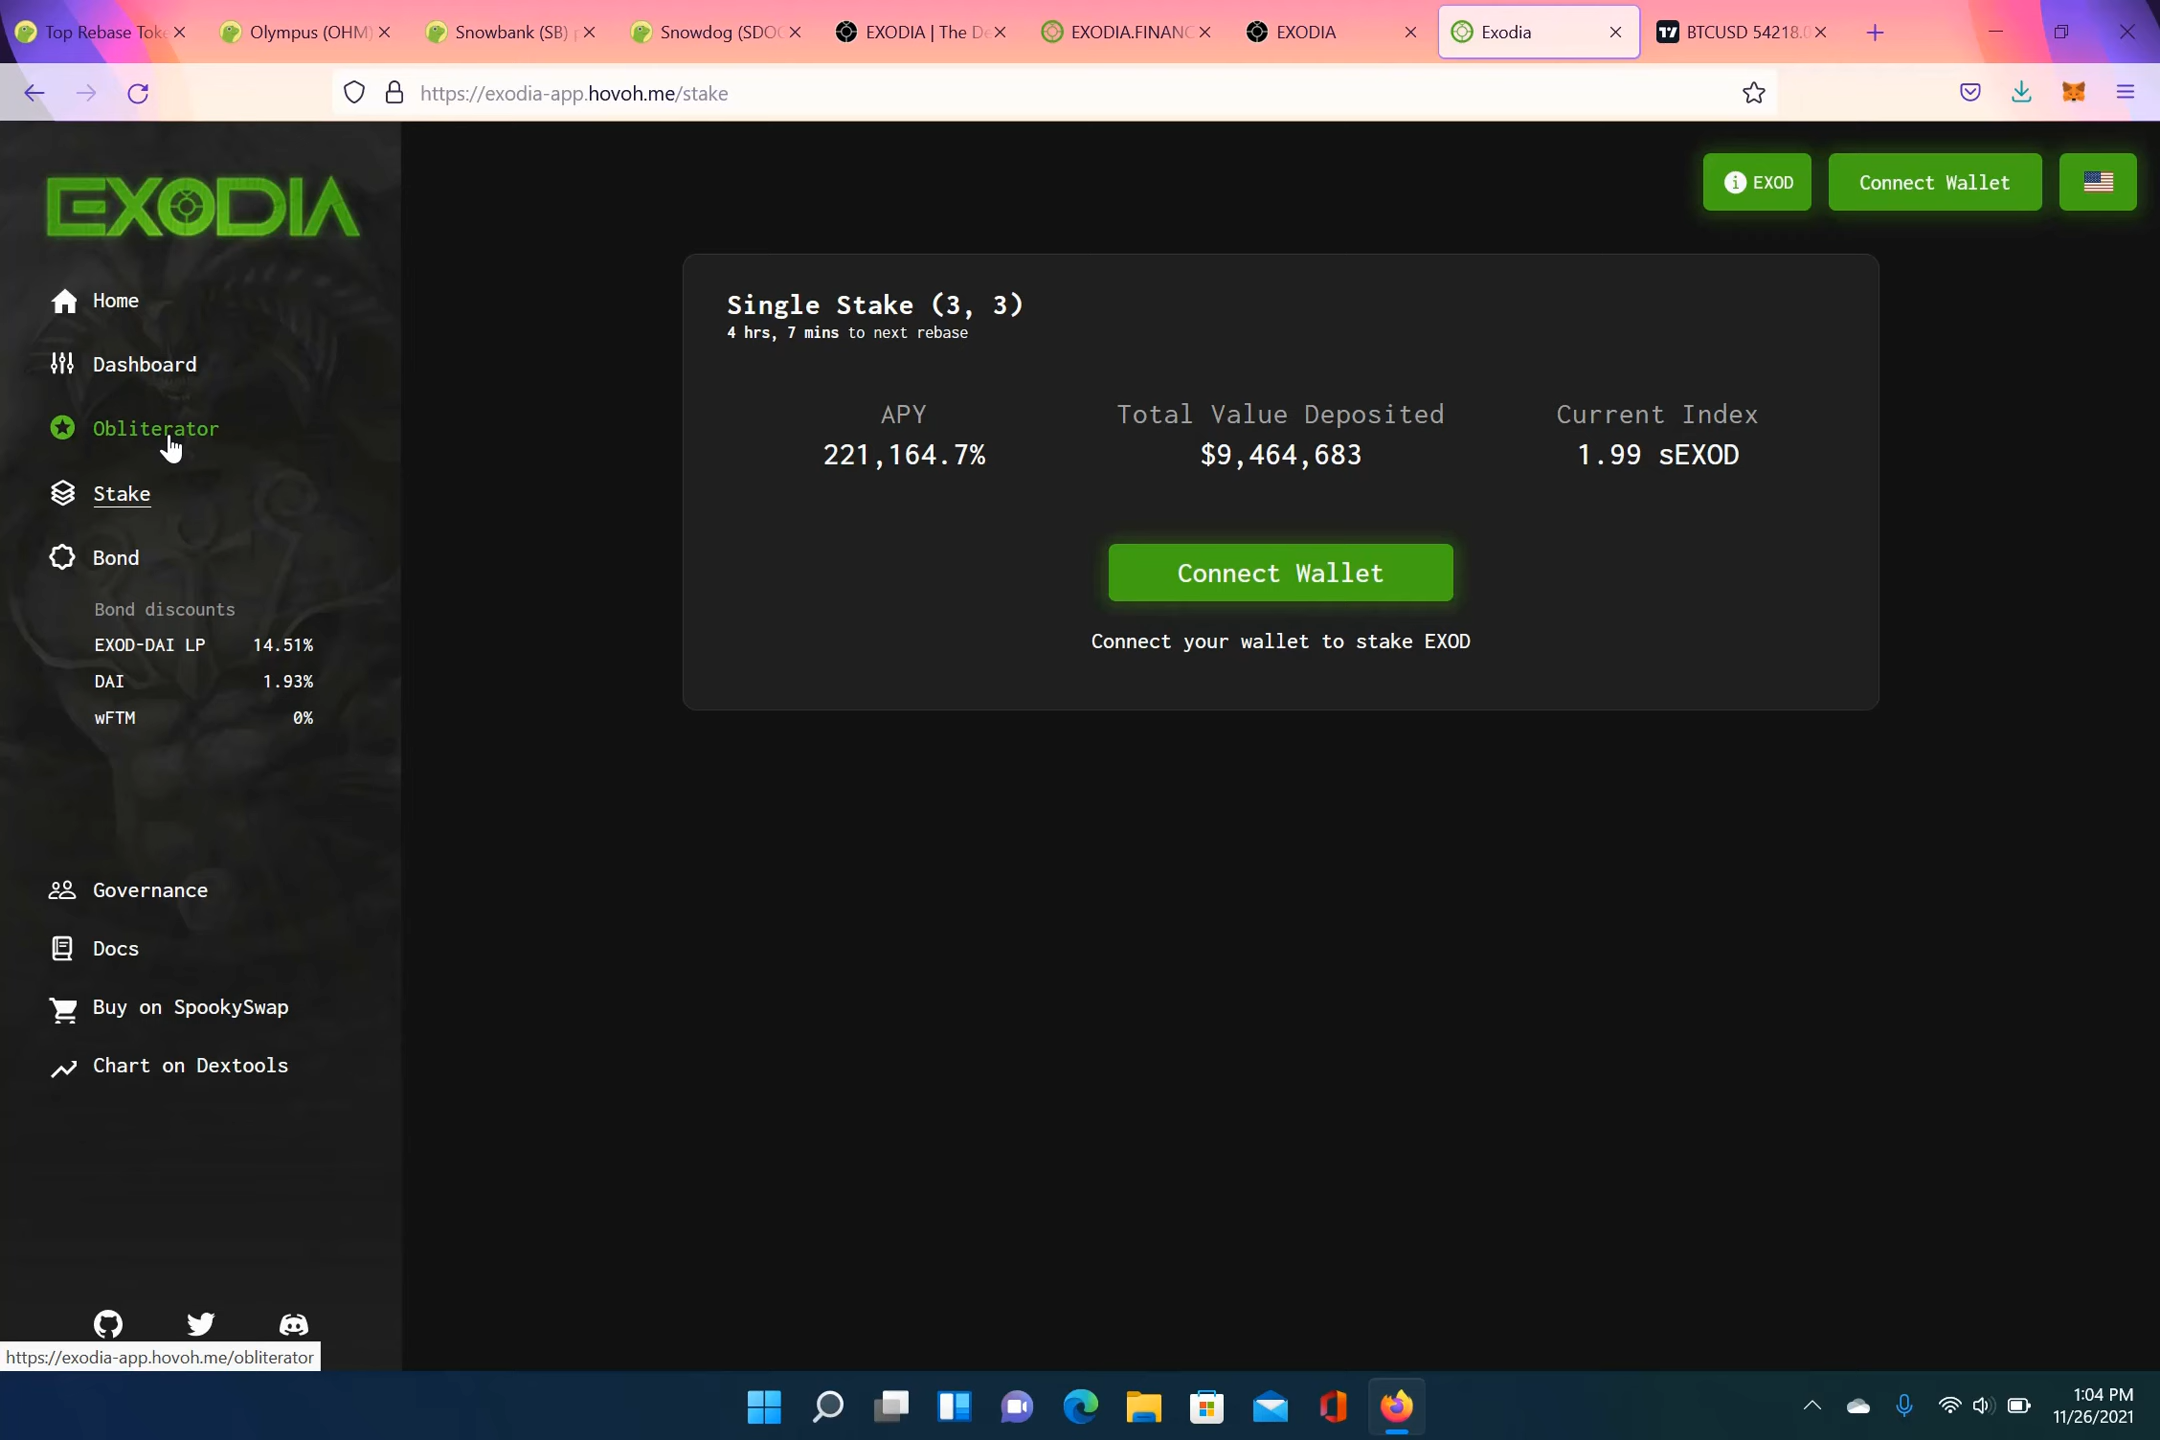 Top Rebase Toke
Olympus (OHM)
Snowbank (SB)
Snowdog (SDOG
EXODIA | The De
EXODIA.FINANC
EXODIA
Exodia
BTCUSD 54218.0
https://exodia-app.hovoh.me/stake
EXODIA
EXOD
Connect Wallet
Home
Dashboard
Obliterator
Stake
Bond
Bond discounts
EXOD-DAI LP 14.51%
DAI 1.93%
wFTM 0%
Governance
Docs
Buy on SpookySwap
Chart on Dextools
Single Stake (3, 3)
4 hrs, 7 mins to next rebase
APY
221,164.7%
Total Value Deposited
$9,464,683
Current Index
1.99 sEXOD
Connect Wallet
Connect your wallet to stake EXOD
https://exodia-app.hovoh.me/obliterator
1:04 PM
11/26/2021